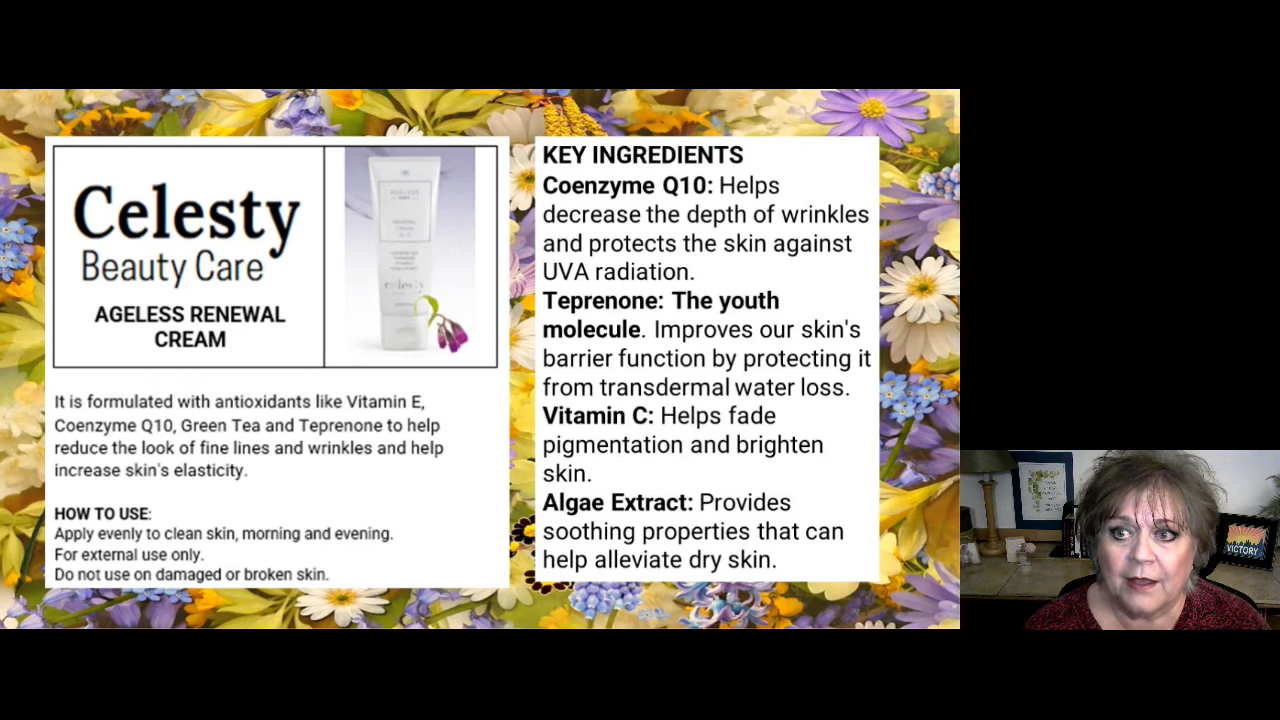 Celesty
Beauty Care
AGELESS RENEWAL
CREAM
AGELESS
It is formulated with antioxidants like Vitamin E,
Coenzyme Q10, Green Tea and Teprenone to help
reduce the look of fine lines and wrinkles and help
increase skin's elasticity.
HOW TO USE:
Apply evenly to clean skin, morning and evening.
For external use only.
Do not use on damaged or broken skin.
KEY INGREDIENTS
Coenzyme Q10: Helps
decrease the depth of wrinkles
and protects the skin against
UVA radiation.
Teprenone: The youth
molecule. Improves our skin's
barrier function by protecting it
from transdermal water loss.
Vitamin C: Helps fade
pigmentation and brighten
skin.
Algae Extract: Provides
soothing properties that can
help alleviate dry skin.
VICTORY